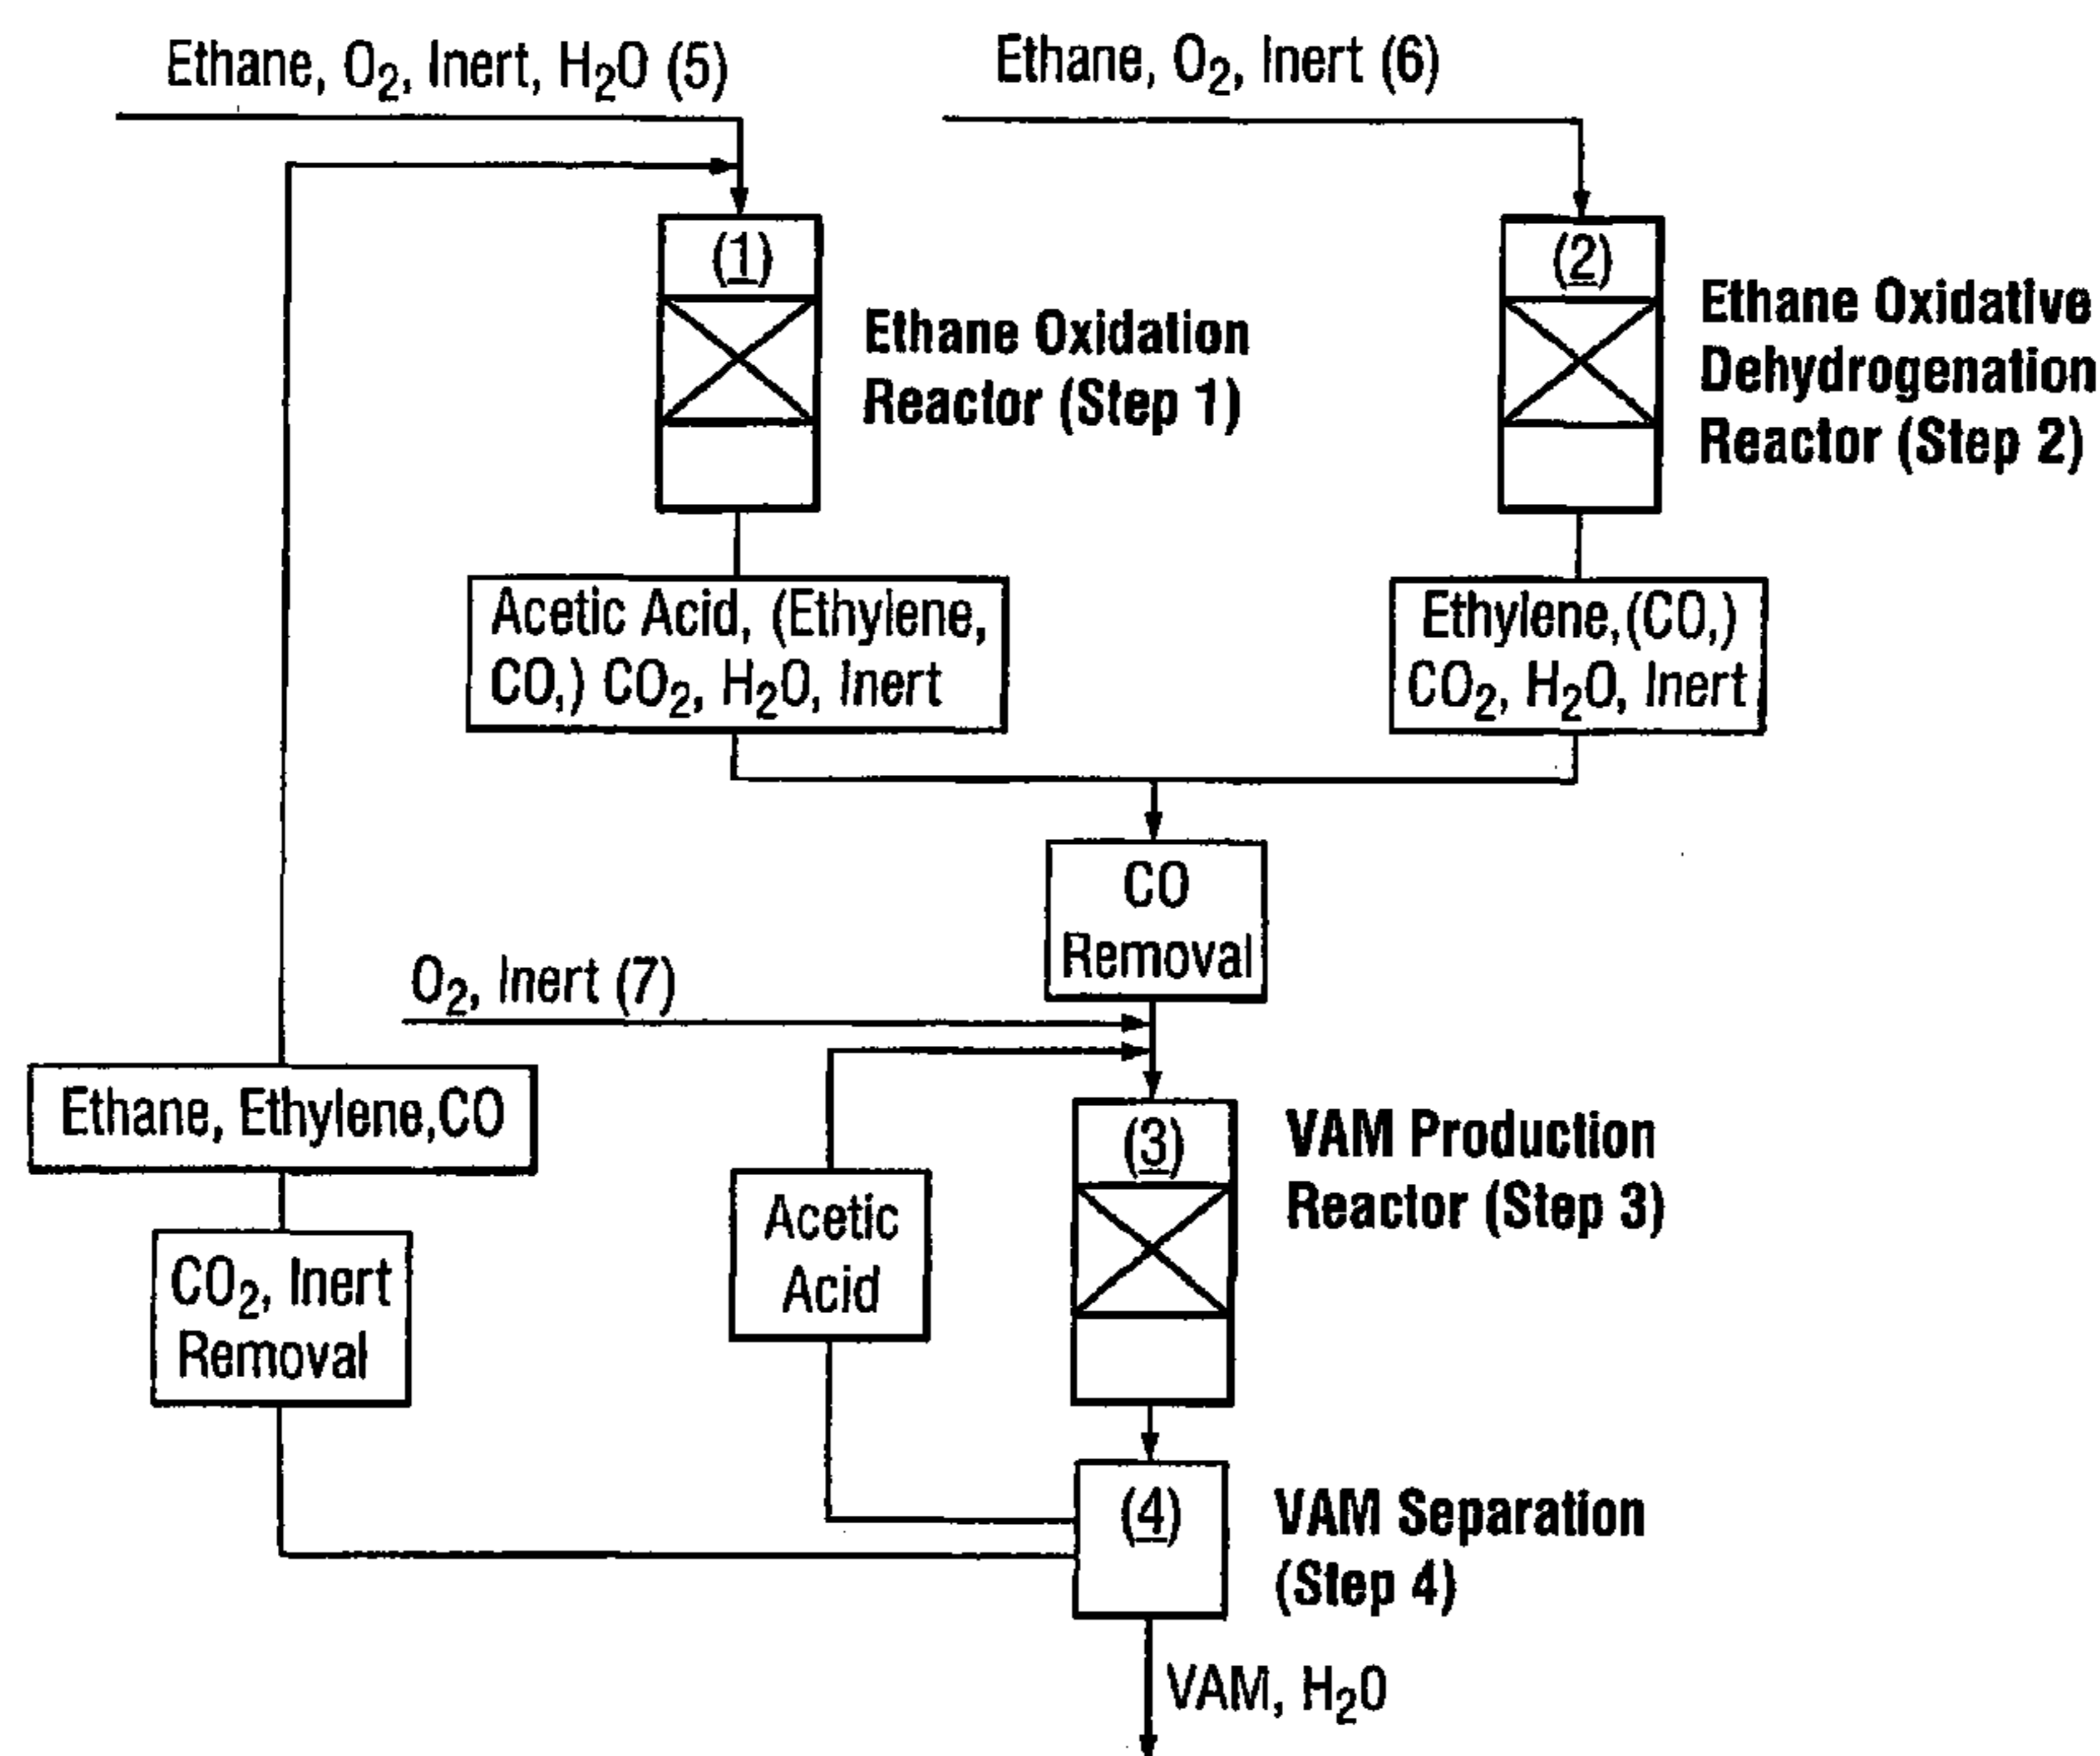 Ethane, O2, Inert, H2O (5)
Ethane, O2, Inert (6)
(1)
Ethane Oxidation
Reactor (Step 1)
(2)
Ethane Oxidative
Dehydrogenation
Reactor (Step 2)
Acetic Acid, (Ethylene,
CO,) CO2, H2O, Inert
Ethylene,(CO,)
CO2, H2O, Inert
CO
Removal
O2, Inert (7)
Ethane, Ethylene,CO
(3)
VAM Production
Reactor (Step 3)
Acetic
Acid
CO2, Inert
Removal
(4)
VAM Separation
(Step 4)
VAM, H2O